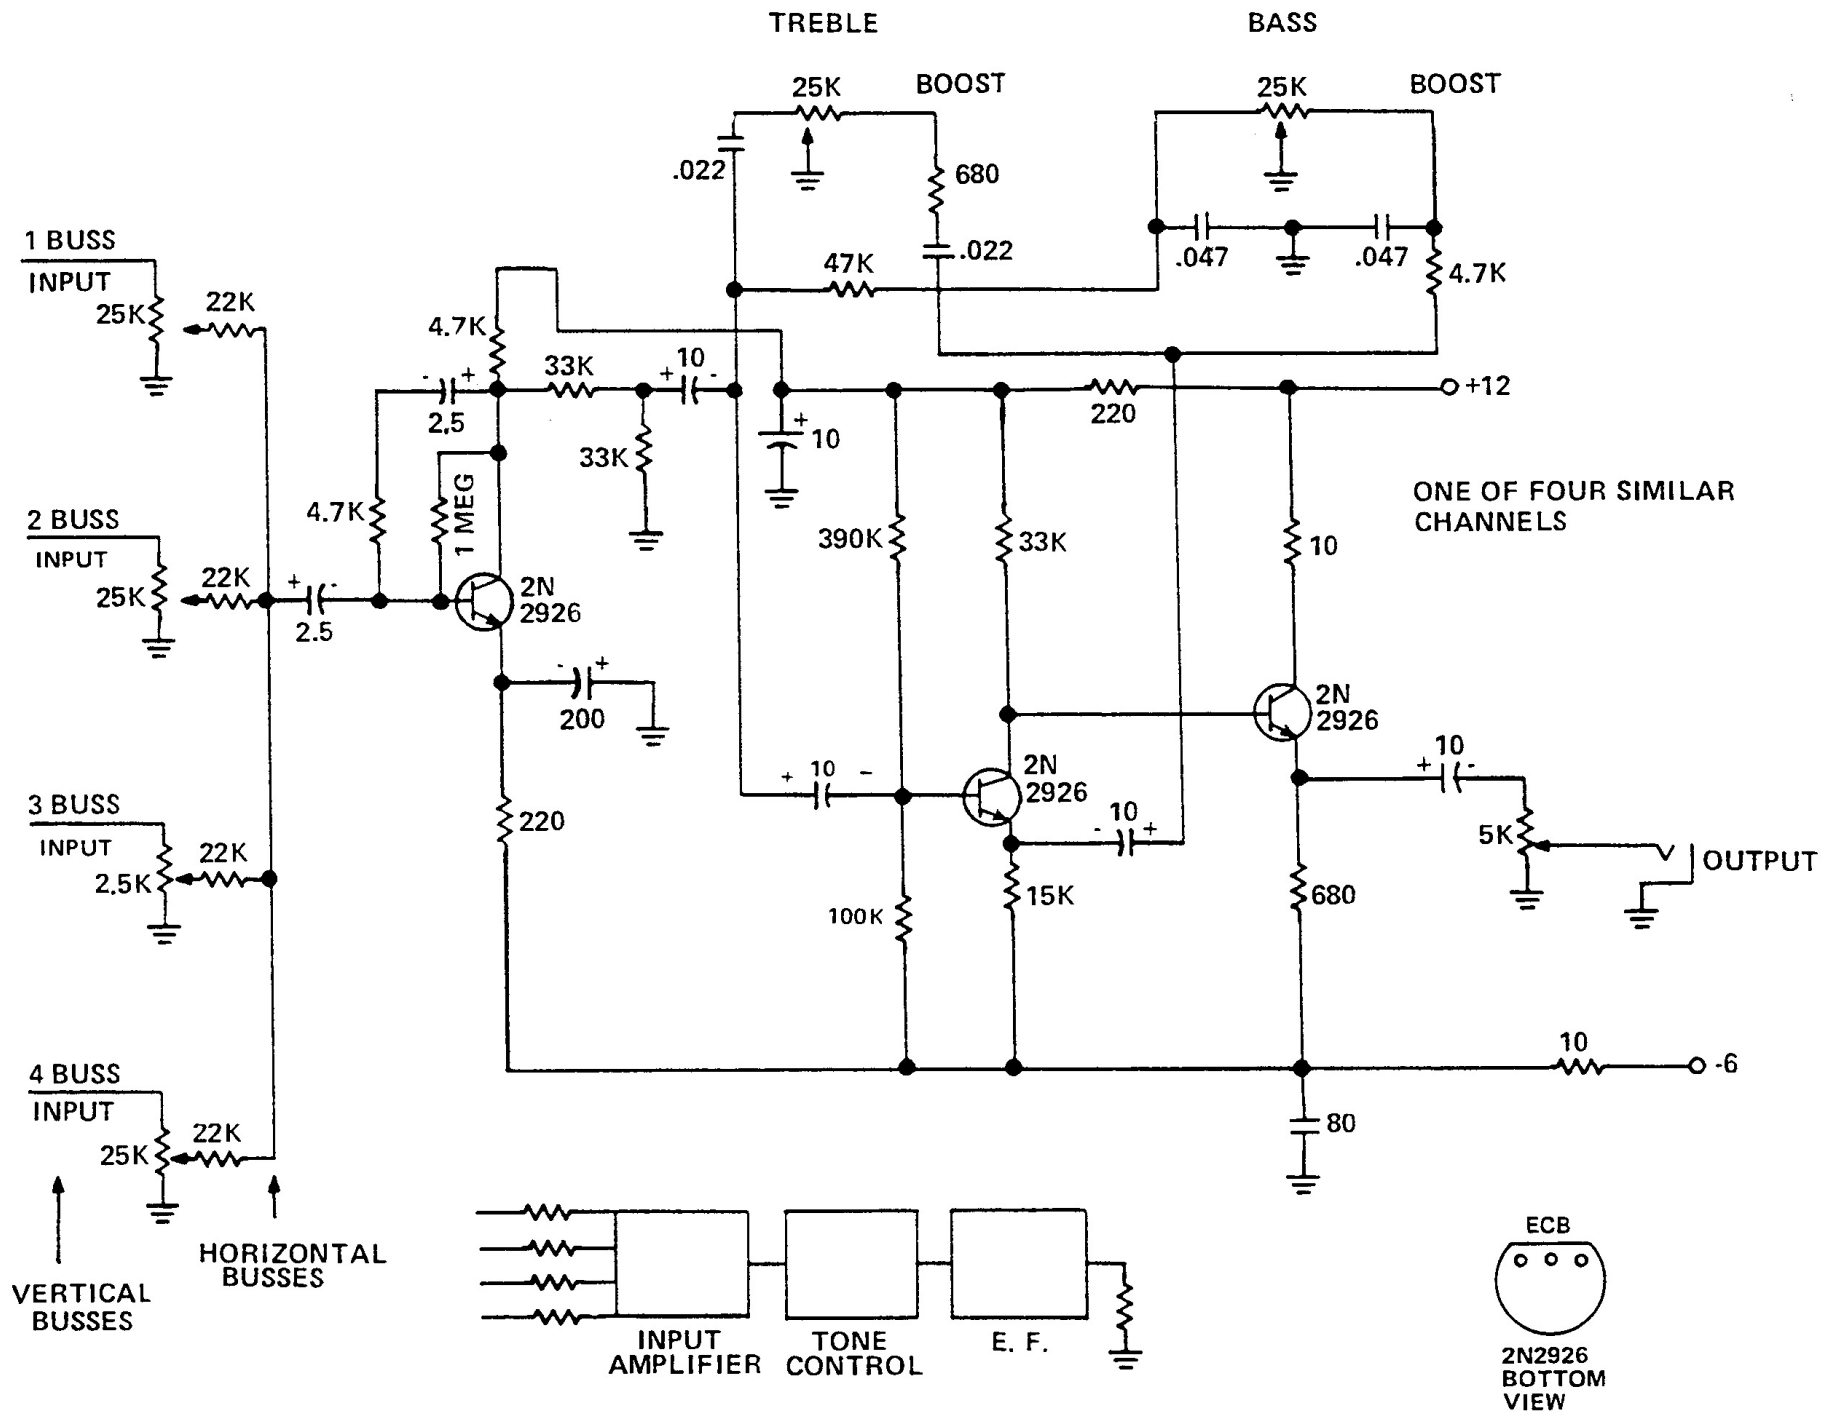 TREBLE
BASS
25K
BOOST
25K
BOOST
.022
680
.022
.047
.047
4.7K
47K
1 BUSS
INPUT
25K
22K
4.7K
33K
+ 10 -
- +
2.5
+12
220
+
10
33K
1 MEG
4.7K
390K
33K
10
ONE OF FOUR SIMILAR
CHANNELS
2 BUSS
INPUT
25K
22K
+ -
2.5
2N
2926
- +
200
2N
2926
+ 10 -
2N
2926
- 10 +
+ 10 -
5K
OUTPUT
220
3 BUSS
INPUT
2.5K
22K
100K
15K
680
10
-6
80
4 BUSS
INPUT
25K
22K
HORIZONTAL
BUSSES
VERTICAL
BUSSES
INPUT
AMPLIFIER
TONE
CONTROL
E. F.
ECB
2N2926
BOTTOM
VIEW